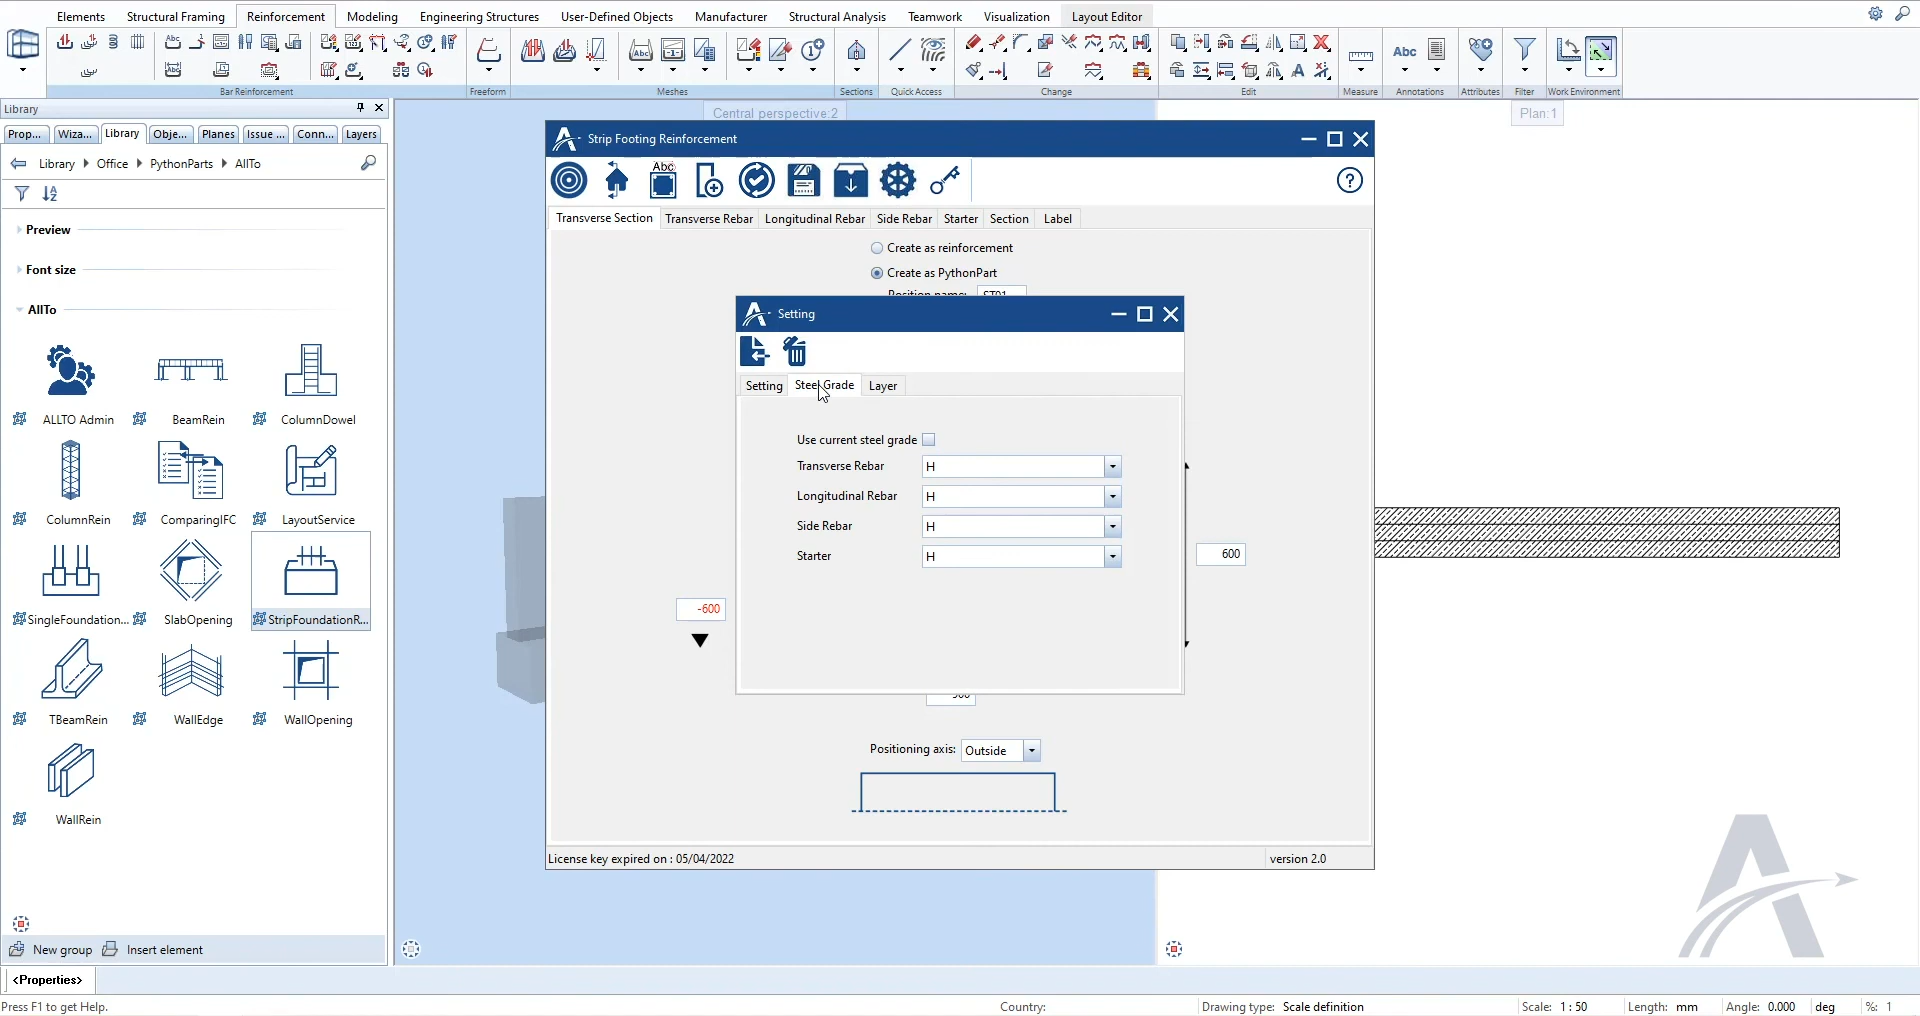 Elements Structural Framing Reinforcement Modeling Engineering Structures User-Defined Objects Manufacturer Structural Analysis Teamwork Visualization Layout Editor
Bar Reinforcement Freeform Meshes Sections Quick Access Change Edit Measure Annotations Attributes Filter Work Environment
Library
Prop... Wiza... Library Obje... Planes Issue ... Conn... Layers
Library Office PythonParts AllTo
Preview
Font size
AllTo
ALLTO Admin BeamRein ColumnDowel
ColumnRein ComparingIFC LayoutService
SingleFoundation... SlabOpening StripFoundationR...
TBeamRein WallEdge WallOpening
WallRein
New group Insert element
<Properties>
Press F1 to get Help.
Central perspective:2
Plan:1
Strip Footing Reinforcement
Abc
Transverse Section Transverse Rebar Longitudinal Rebar Side Rebar Starter Section Label
Create as reinforcement
Create as PythonPart
Position name: ST01
Setting
Setting Steel Grade Layer
Use current steel grade
Transverse Rebar H
Longitudinal Rebar H
Side Rebar H
Starter H
600
-600
Positioning axis: Outside
License key expired on : 05/04/2022 version 2.0
Country: Drawing type: Scale definition Scale: 1:50 Length: mm Angle: 0.000 deg %: 1